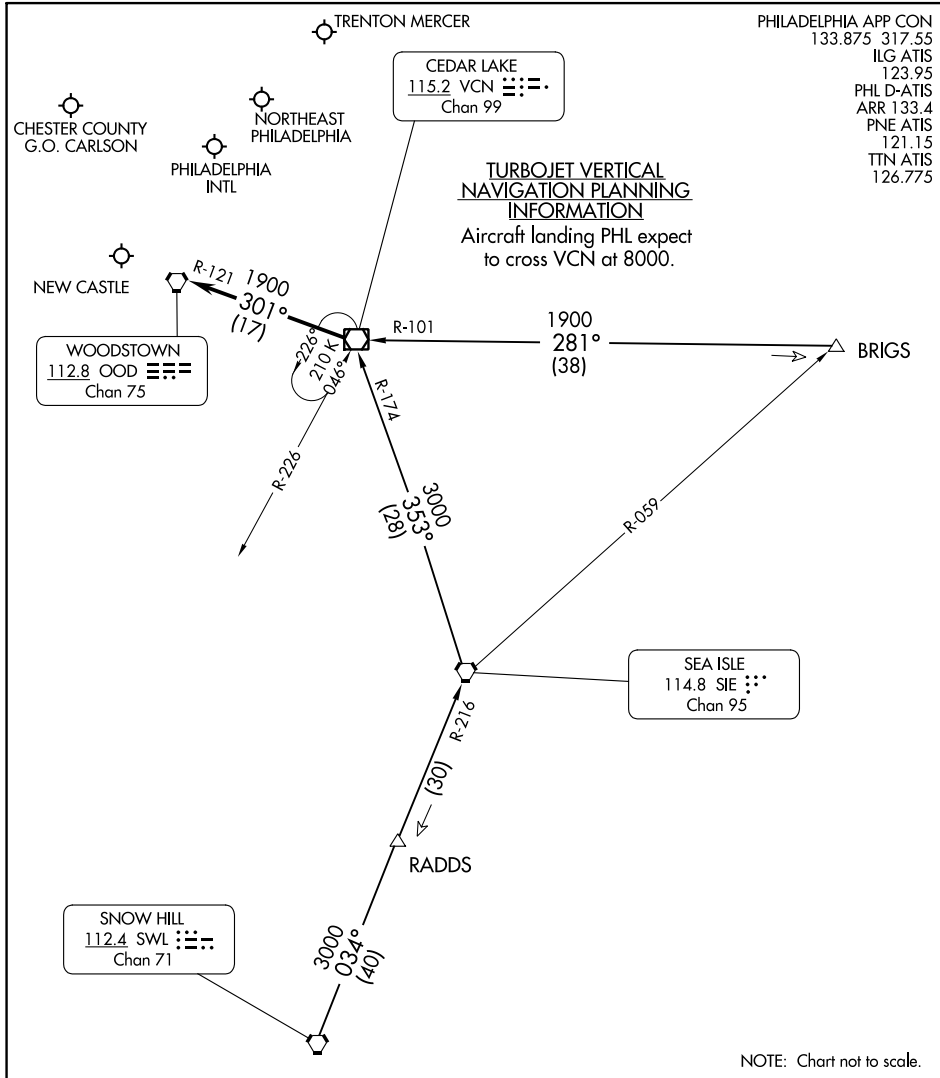 TRENTON MERCER
PHILADELPHIA APP CON
133.875 317.55
ILG ATIS
123.95
PHL D-ATIS
ARR 133.4
PNE ATIS
121.15
TTN ATIS
126.775
CEDAR LAKE
115.2 VCN
Chan 99
CHESTER COUNTY
G.O. CARLSON
NORTHEAST
PHILADELPHIA
PHILADELPHIA
INTL
TURBOJET VERTICAL
NAVIGATION PLANNING
INFORMATION
Aircraft landing PHL expect
to cross VCN at 8000.
NEW CASTLE
R-121
1900
301°
(17)
WOODSTOWN
112.8 OOD
Chan 75
226°
210 K
046°
R-226
R-101
1900
281°
(38)
BRIGS
R-174
3000
353°
(28)
R-059
SEA ISLE
114.8 SIE
Chan 95
R-216
(30)
RADDS
SNOW HILL
112.4 SWL
Chan 71
3000
034°
(40)
NOTE: Chart not to scale.